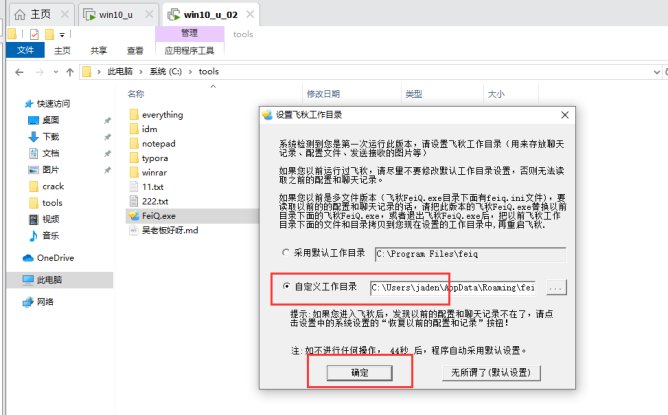 主页
win10_u
win10_u_02
管理
tools
文件
主页
共享
查看
应用程序工具
此电脑 › 系统 (C:) › tools
名称
修改日期
类型
大小
快速访问
桌面
下载
文档
图片
crack
tools
视频
音乐
OneDrive
此电脑
网络
everything
idm
notepad
typora
winrar
11.txt
222.txt
FeiQ.exe
吴老板好呀.md
设置飞秋工作目录
系统检测到您是第一次运行此版本，请设置飞秋工作目录（用来存放聊天
记录、配置文件、发送接收的图片等）
如果您以前运行过飞秋，请尽量不要修改默认工作目录设置，否则无法读
取之前的配置和聊天记录。
如果您以前是多文件版本（飞秋FeiQ.exe目录下面有feiq.ini文件），要
读取以前的的配置和聊天记录的话，请把此版本的飞秋FeiQ.exe替换以前
目录下面的飞秋FeiQ.exe，或者退出飞秋FeiQ.exe后，把以前飞秋工作目
录下面的文件和目录拷贝到您现在设置的工作目录中,再重启飞秋.
采用默认工作目录
C:\Program Files\feiq
自定义工作目录
C:\Users\jaden\AppData\Roaming\fei
...
提示:如果您进入飞秋后，发现以前的配置和聊天记录不在了，请点
击设置中的系统设置的“恢复以前的配置和记录”按钮!
注:如不进行任何操作， 44秒 后，程序自动采用默认设置。
确定
无所谓了(默认设置)